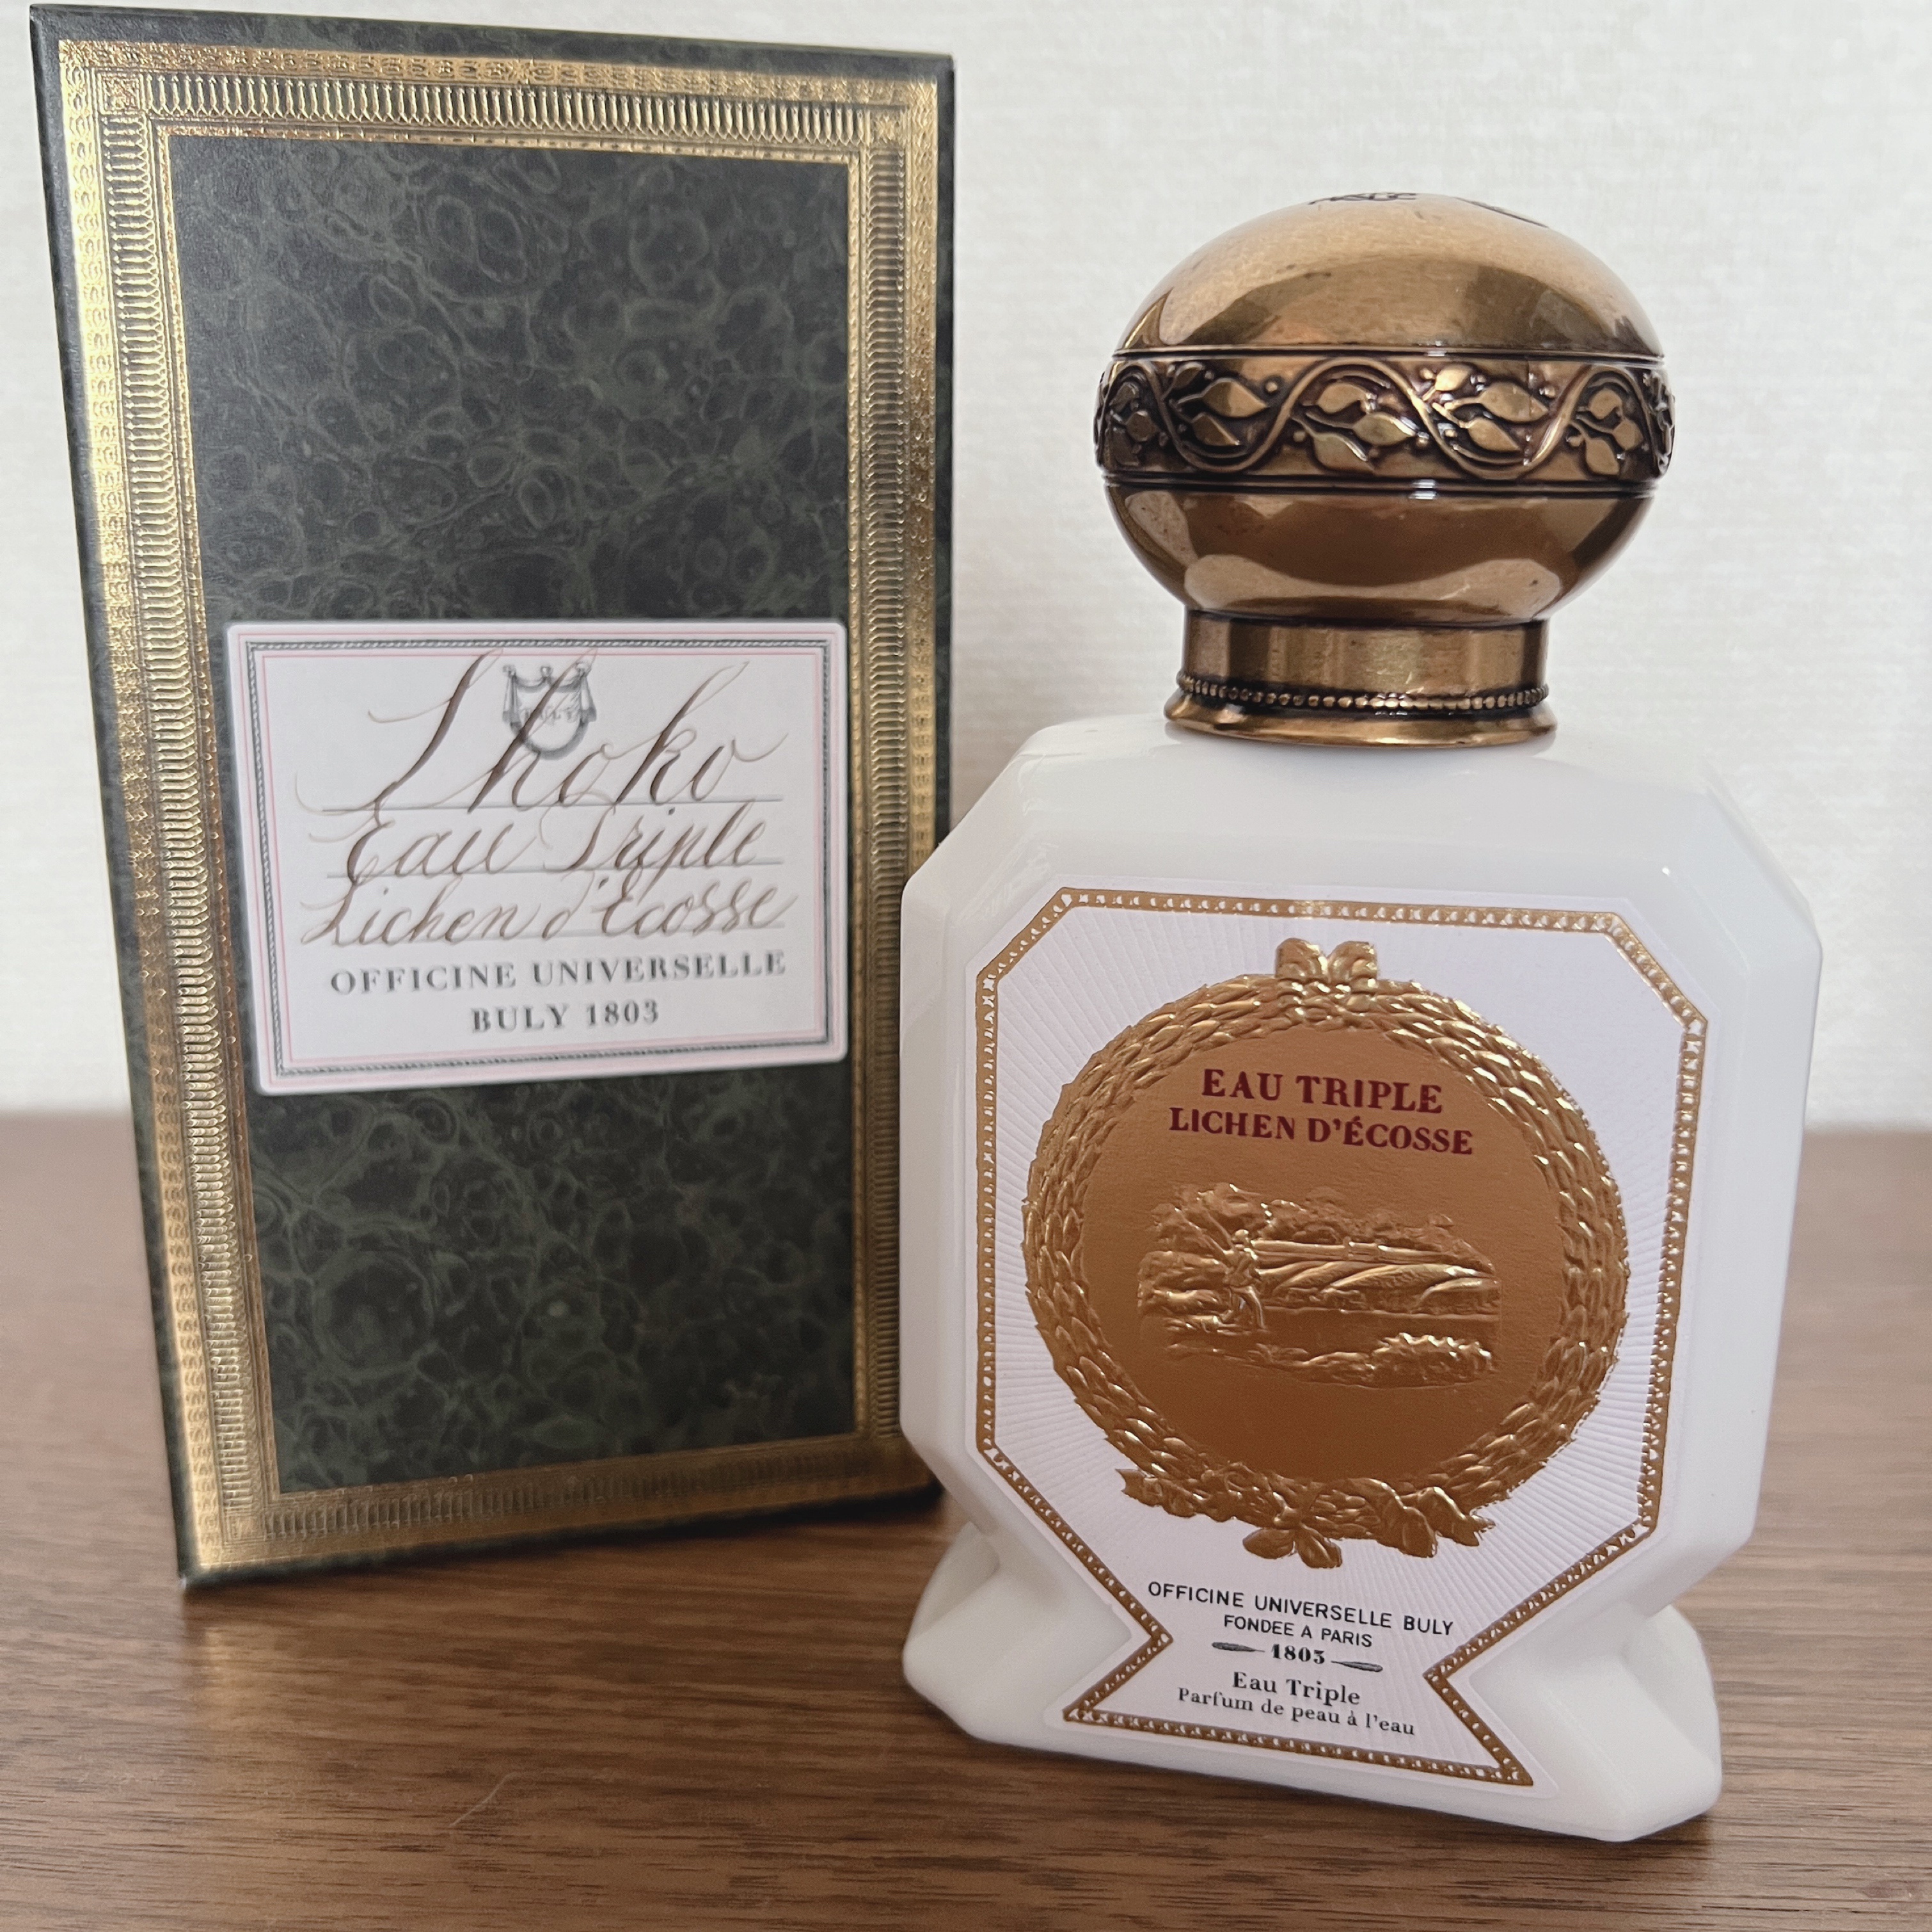 Shoko
Eau Triple
Lichen d'Écosse
OFFICINE UNIVERSELLE
BULY 1803
EAU TRIPLE
LICHEN D'ÉCOSSE
OFFICINE UNIVERSELLE BULY
FONDEE A PARIS
1803
Eau Triple
Parfum de peau à l'eau